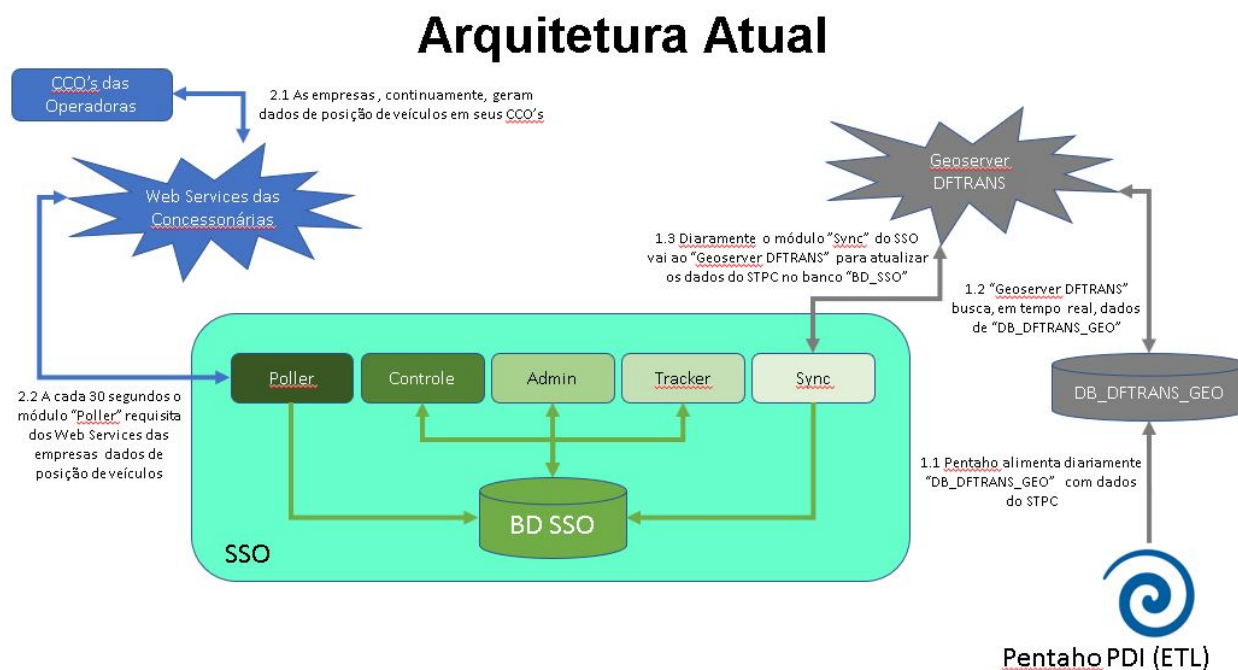 Arquitetura Atual
CCO's das
Operadoras
2.1 As empresas , continuamente, geram
dados de posição de veículos em seus CCO's
Web Services das
Concessonárias
Geoserver
DFTRANS
1.3 Diaramente o módulo "Sync" do SSO
vai ao "Geoserver DFTRANS" para atualizar
os dados do STPC no banco "BD_SSO"
1.2 "Geoserver DFTRANS"
busca, em tempo real, dados
de "DB_DFTRANS_GEO"
Poller
Controle
Admin
Tracker
Sync
DB_DFTRANS_GEO
2.2 A cada 30 segundos o
módulo "Poller" requisita
dos Web Services das
empresas dados de
posição de veículos
1.1 Pentaho alimenta diariamente
"DB_DFTRANS_GEO" com dados
do STPC
BD SSO
SSO
Pentaho PDI (ETL)